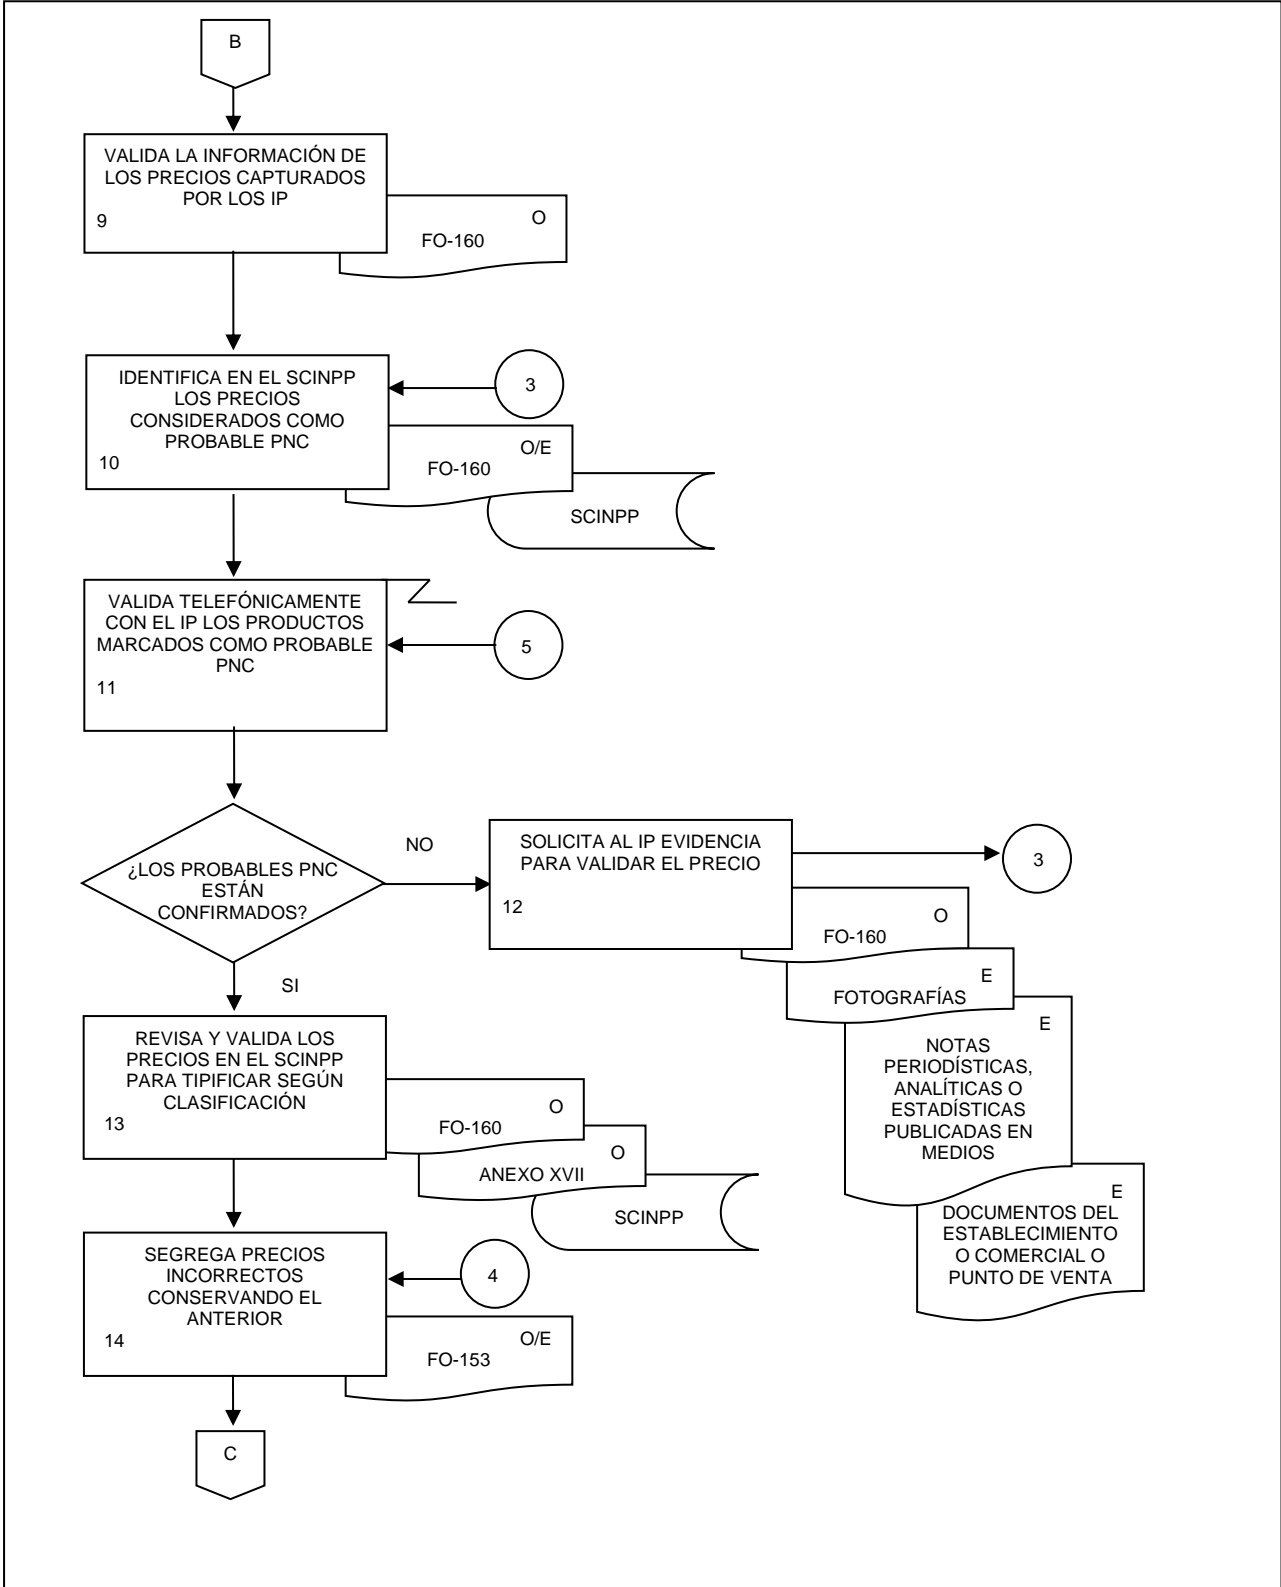 B
VALIDA LA INFORMACIÓN DE
LOS PRECIOS CAPTURADOS
POR LOS IP
9
O
FO-160
IDENTIFICA EN EL SCINPP
LOS PRECIOS
CONSIDERADOS COMO
PROBABLE PNC
10
3
O/E
FO-160
SCINPP
VALIDA TELEFÓNICAMENTE
CON EL IP LOS PRODUCTOS
MARCADOS COMO PROBABLE
PNC
11
5
¿LOS PROBABLES PNC
ESTÁN
CONFIRMADOS?
NO
SOLICITA AL IP EVIDENCIA
PARA VALIDAR EL PRECIO
12
3
O
FO-160
E
FOTOGRAFÍAS
E
NOTAS
PERIODÍSTICAS,
ANALÍTICAS O
ESTADÍSTICAS
PUBLICADAS EN
MEDIOS
E
DOCUMENTOS DEL
ESTABLECIMIENTO
O COMERCIAL O
PUNTO DE VENTA
SI
REVISA Y VALIDA LOS
PRECIOS EN EL SCINPP
PARA TIPIFICAR SEGÚN
CLASIFICACIÓN
13
O
FO-160
O
ANEXO XVII
SCINPP
SEGREGA PRECIOS
INCORRECTOS
CONSERVANDO EL
ANTERIOR
14
4
O/E
FO-153
C